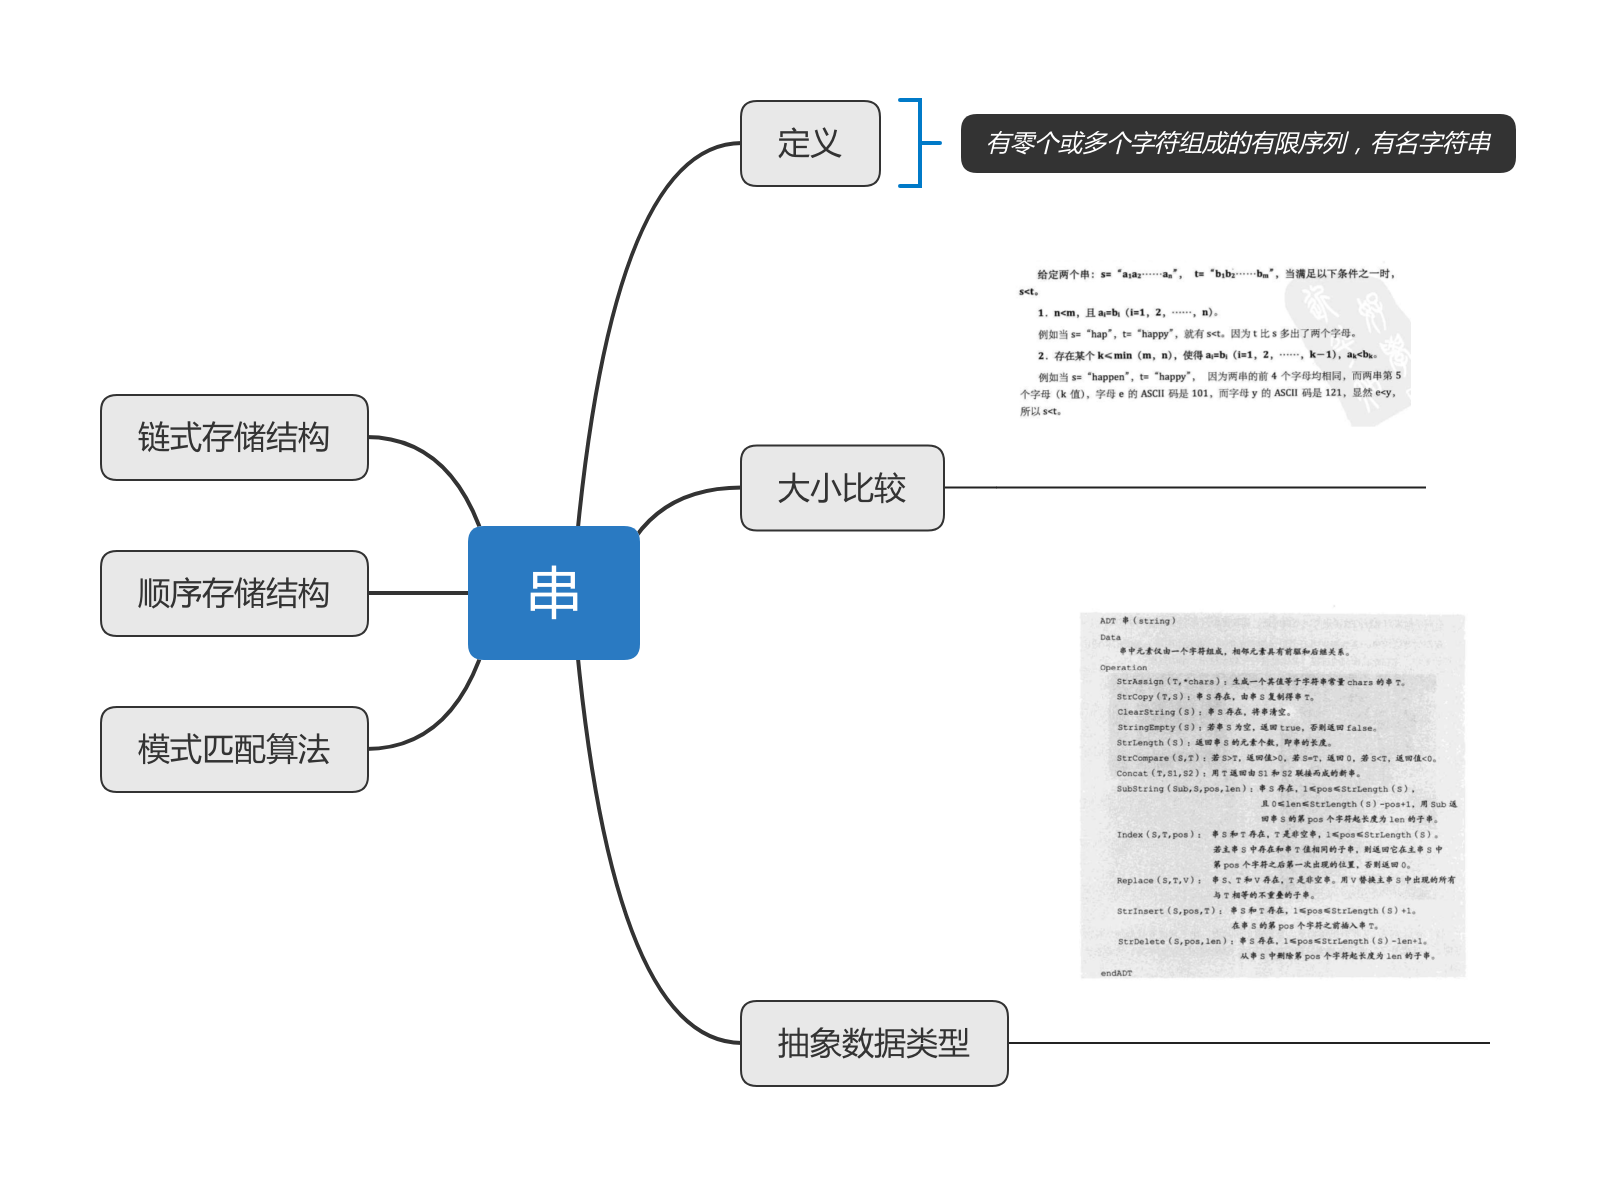 定义
有零个或多个字符组成的有限序列，有名字符串
给定两个串：s=“a₁a₂……aₙ”， t=“b₁b₂……bₘ”，当满足以下条件之一时，
s<t。
1．n<m，且 aᵢ=bᵢ（i=1，2，……，n）。
例如当 s=“hap”，t=“happy”，就有 s<t。因为 t 比 s 多出了两个字母。
2．存在某个 k≤min（m，n），使得 aᵢ=bᵢ（i=1，2，……，k－1），aₖ<bₖ。
例如当 s=“happen”，t=“happy”， 因为两串的前 4 个字母均相同，而两串第 5
个字母（k 值），字母 e 的 ASCII 码是 101，而字母 y 的 ASCII 码是 121，显然 e<y，
所以 s<t。
大小比较
链式存储结构
顺序存储结构
模式匹配算法
串
ADT 串(string)
Data
串中元素仅由一个字符组成，相邻元素具有前驱和后继关系。
Operation
StrAssign(T,*chars)：生成一个其值等于字符串常量 chars 的串 T。
StrCopy(T,S)：串 S 存在，由串 S 复制得串 T。
ClearString(S)：串 S 存在，将串清空。
StringEmpty(S)：若串 S 为空，返回 true，否则返回 false。
StrLength(S)：返回串 S 的元素个数，即串的长度。
StrCompare(S,T)：若 S>T，返回值>0，若 S=T，返回 0，若 S<T，返回值<0。
Concat(T,S1,S2)：用 T 返回由 S1 和 S2 联接而成的新串。
SubString(Sub,S,pos,len)：串 S 存在，1≤pos≤StrLength(S)，
且 0≤len≤StrLength(S)-pos+1，用 Sub 返
回串 S 的第 pos 个字符起长度为 len 的子串。
Index(S,T,pos)： 串 S 和 T 存在，T 是非空串，1≤pos≤StrLength(S)。
若主串 S 中存在和串 T 值相同的子串，则返回它在主串 S 中
第 pos 个字符之后第一次出现的位置，否则返回 0。
Replace(S,T,V)： 串 S、T 和 V 存在，T 是非空串。用 V 替换主串 S 中出现的所有
与 T 相等的不重叠的子串。
StrInsert(S,pos,T)： 串 S 和 T 存在，1≤pos≤StrLength(S)+1。
在串 S 的第 pos 个字符之前插入串 T。
StrDelete(S,pos,len)：串 S 存在，1≤pos≤StrLength(S)-len+1。
从串 S 中删除第 pos 个字符起长度为 len 的子串。
endADT
抽象数据类型